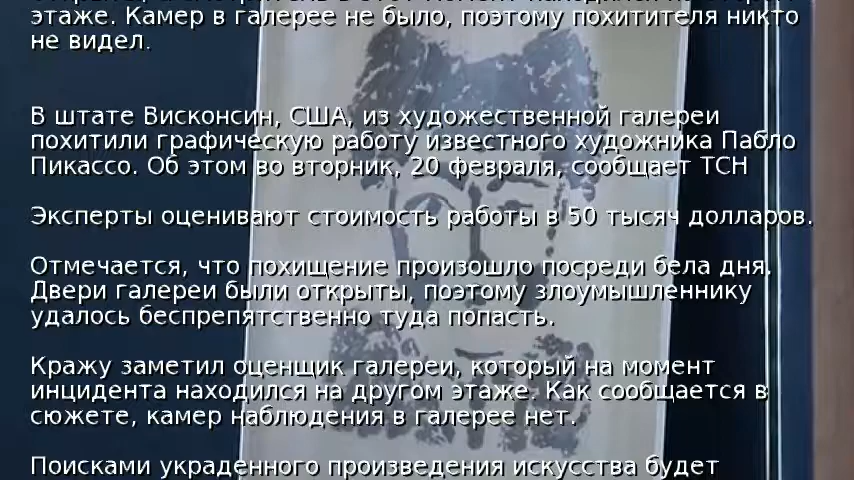 этаже. Камер в галерее не было, поэтому похитителя никто
не видел.
В штате Висконсин, США, из художественной галереи
похитили графическую работу известного художника Пабло
Пикассо. Об этом во вторник, 20 февраля, сообщает ТСН
Эксперты оценивают стоимость работы в 50 тысяч долларов.
Отмечается, что похищение произошло посреди бела дня.
Двери галереи были открыты, поэтому злоумышленнику
удалось беспрепятственно туда попасть.
Кражу заметил оценщик галереи, который на момент
инцидента находился на другом этаже. Как сообщается в
сюжете, камер наблюдения в галерее нет.
Поисками украденного произведения искусства будет